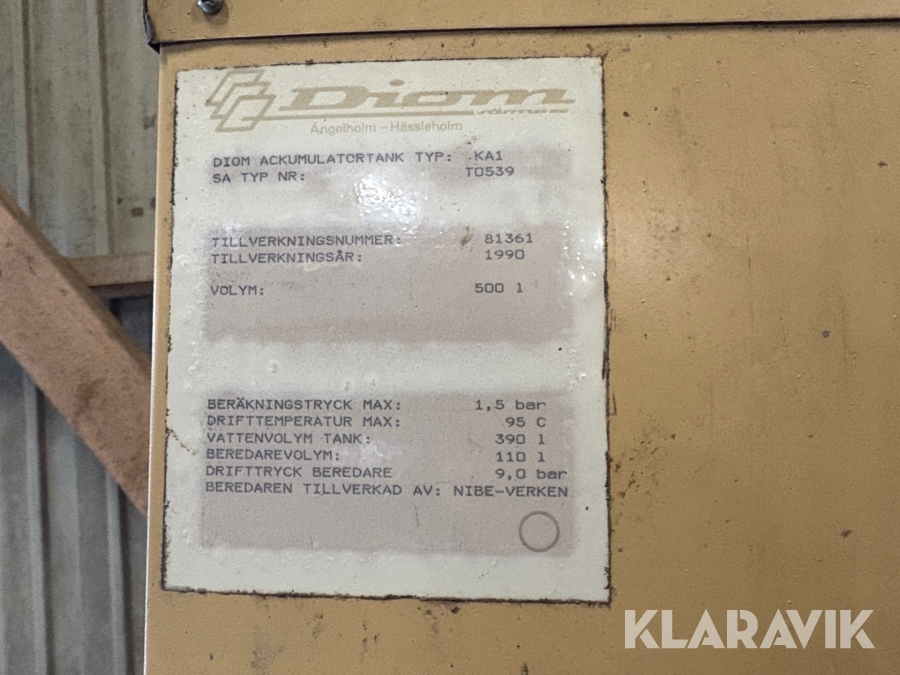 Diom
Ängelholm - Hässleholm
DIOM ACKUMULATORTANK TYP: KA1
SA TYP NR: T0539
TILLVERKNINGSNUMMER: 81361
TILLVERKNINGSÅR: 1990
VOLYM: 500 l
BERÄKNINGSTRYCK MAX: 1,5 bar
DRIFTTEMPERATUR MAX: 95 C
VATTENVOLYM TANK: 390 l
BEREDAREVOLYM: 110 l
DRIFTTRYCK BEREDARE 9,0 bar
BEREDAREN TILLVERKAD AV: NIBE-VERKEN
KLARAVIK